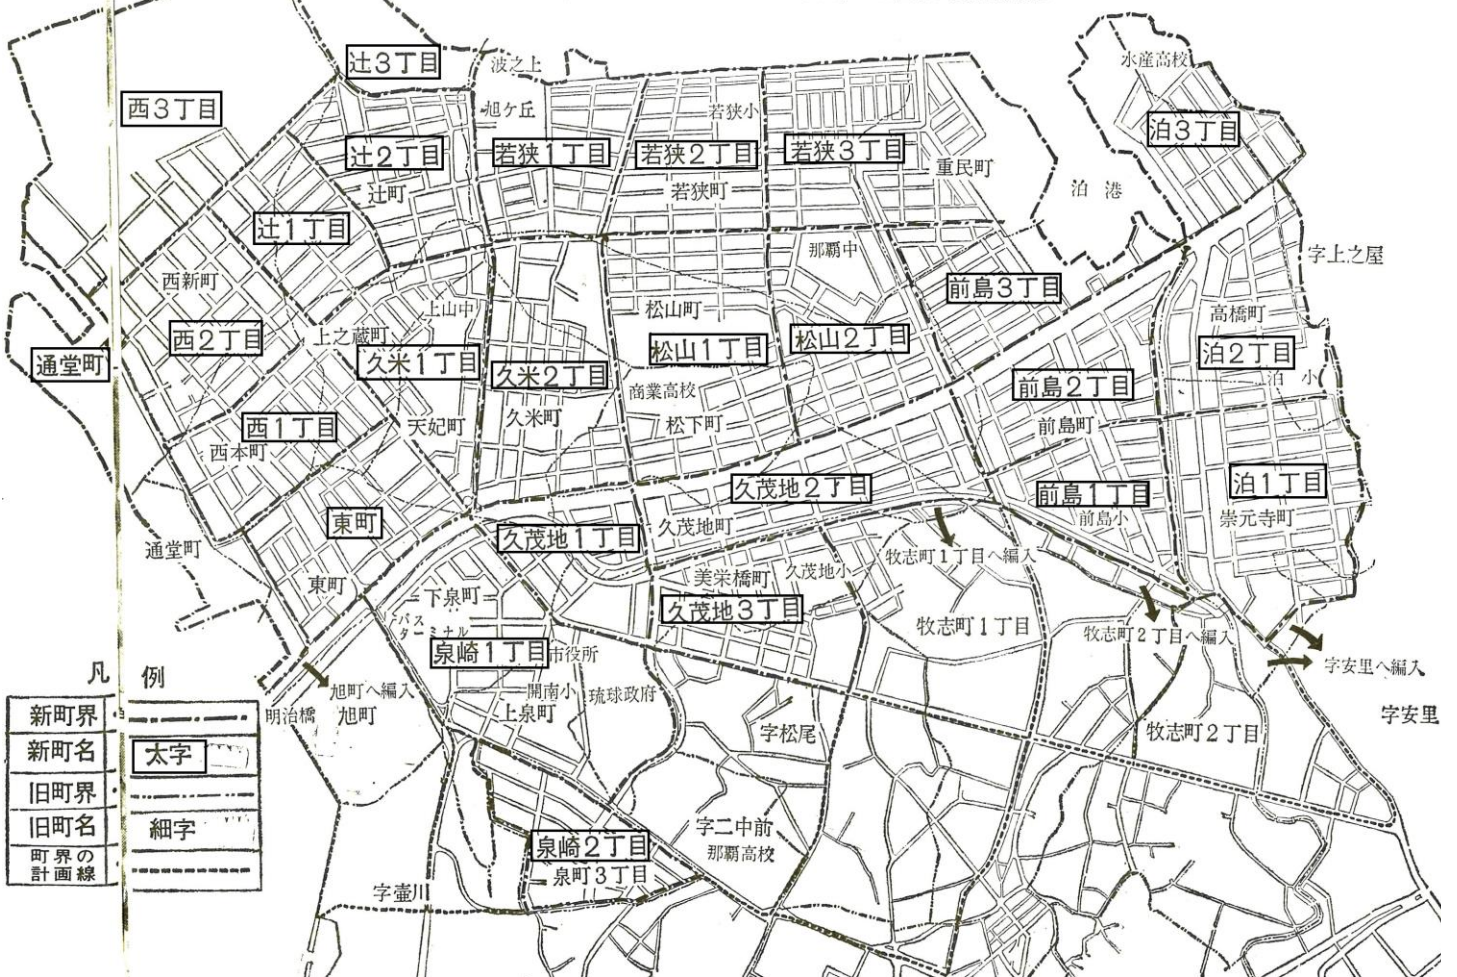 辻3丁目
波之上
水産高校
西3丁目
旭ケ丘
若狭小
泊3丁目
辻2丁目
若狭1丁目
若狭2丁目
若狭3丁目
重民町
辻町
若狭町
泊港
辻1丁目
那覇中
字上之屋
西新町
前島3丁目
上山中
松山町
高橋町
西2丁目
上之蔵町
松山2丁目
通堂町
久米1丁目
松山1丁目
泊2丁目
久米2丁目
商業高校
前島2丁目
泊小
西1丁目
天妃町
久米町
松下町
前島町
西本町
久茂地2丁目
前島1丁目
泊1丁目
東町
久茂地1丁目
久茂地町
前島小
崇元寺町
通堂町
牧志町1丁目へ編入
東町
下泉町
美栄橋町
久茂地小
久茂地3丁目
バス
ターミナル
牧志町1丁目
牧志町2丁目へ編入
泉崎1丁目
市役所
字安里へ編入
凡例
旭町へ編入
開南小
琉球政府
新町界
明治橋
旭町
上泉町
字松尾
牧志町2丁目
字安里
新町名
太字
旧町界
旧町名
細字
字二中前
那覇高校
泉崎2丁目
町界の
計画線
泉町3丁目
字壷川